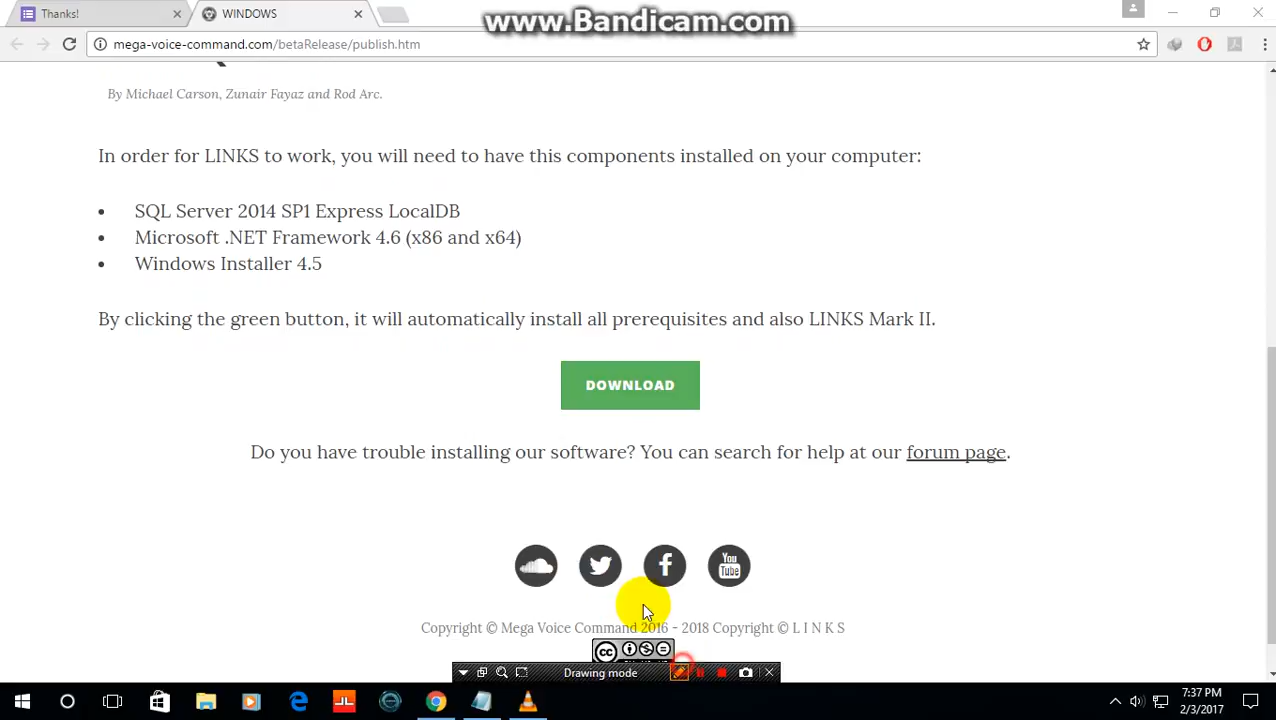 Thanks!
WINDOWS
www.Bandicam.com
mega-voice-command.com/betaRelease/publish.htm
By Michael Carson, Zunair Fayaz and Rod Arc.
In order for LINKS to work, you will need to have this components installed on your computer:
• SQL Server 2014 SP1 Express LocalDB
• Microsoft .NET Framework 4.6 (x86 and x64)
• Windows Installer 4.5
By clicking the green button, it will automatically install all prerequisites and also LINKS Mark II.
DOWNLOAD
Do you have trouble installing our software? You can search for help at our forum page.
You Tube
Copyright © Mega Voice Command 2016 - 2018 Copyright © L I N K S
cc
Drawing mode
JL
7:37 PM
2/3/2017